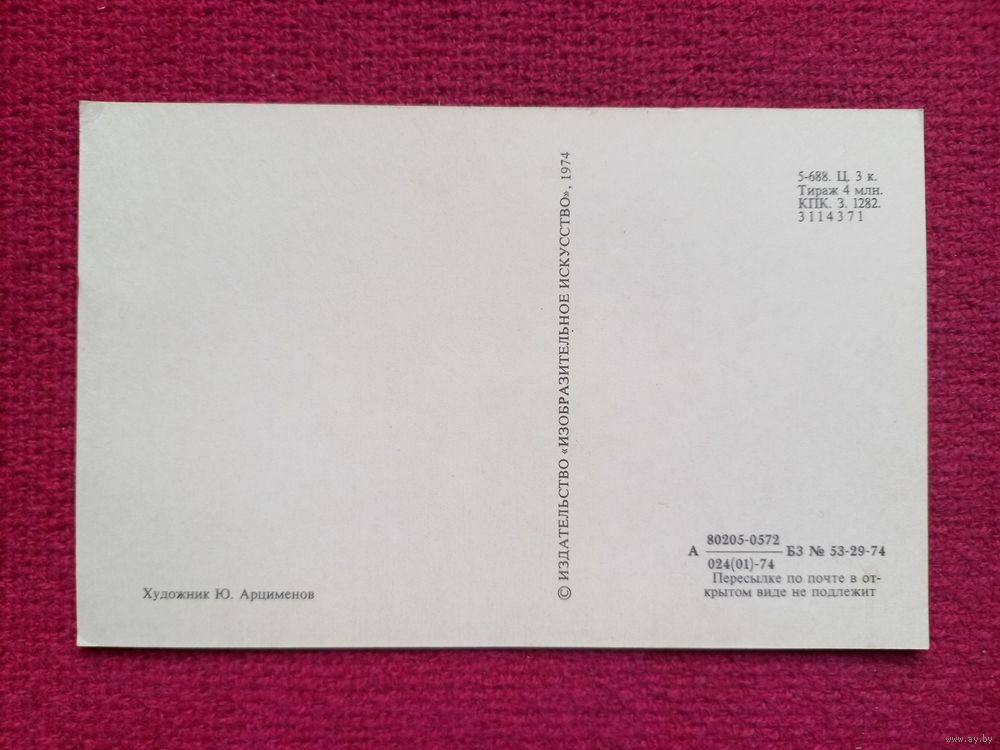 5-688. Ц. 3 к.
Тираж 4 млн.
КПК. З. 1282.
3114371
© ИЗДАТЕЛЬСТВО «ИЗОБРАЗИТЕЛЬНОЕ ИСКУССТВО», 1974
80205-0572
А БЗ № 53-29-74
024(01)-74
Пересылке по почте в от-
крытом виде не подлежит
Художник Ю. Арцименов
www.ay.by